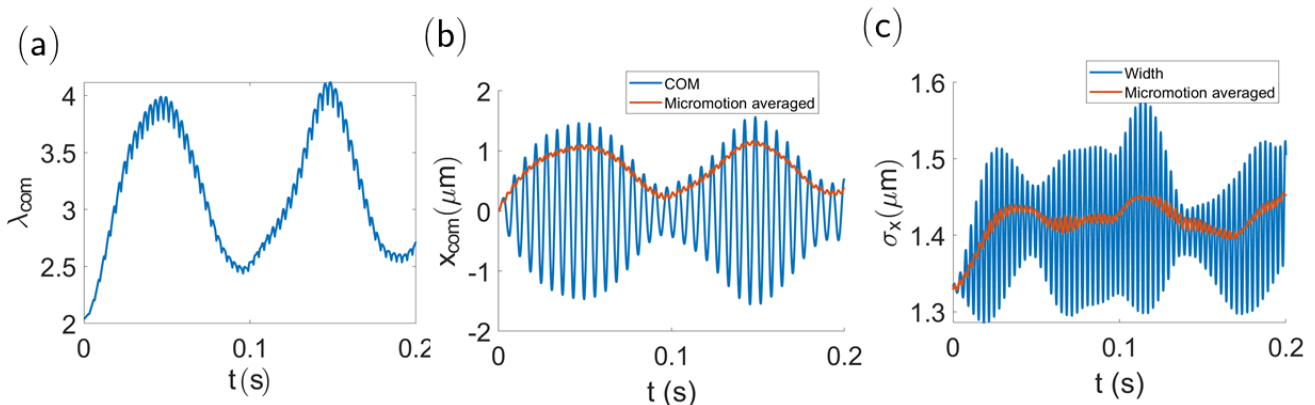 (a)
4
3.5
3
2.5
2
λcom
0
0.1
0.2
t(s)
(b)
COM
Micromotion averaged
2
1
0
-1
-2
xcom(μm)
0
0.1
0.2
t (s)
(c)
Width
Micromotion averaged
1.6
1.5
1.4
1.3
σx(μm)
0
0.1
0.2
t (s)